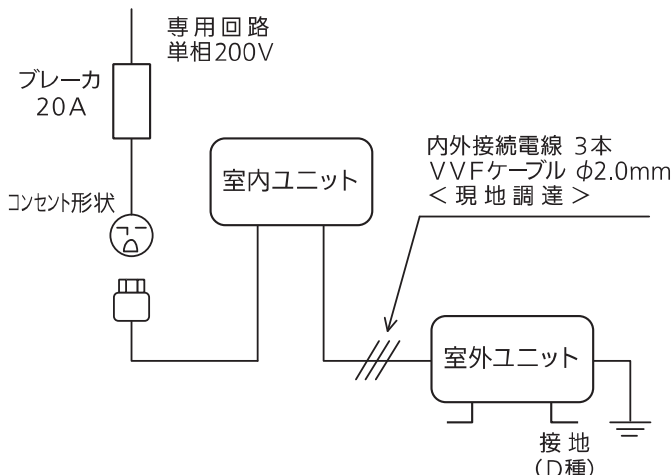 専用回路
単相200V
ブレーカ
20A
コンセント形状
室内ユニット
内外接続電線 3本
VVFケーブル φ2.0mm
<現地調達>
室外ユニット
接地
(D種)